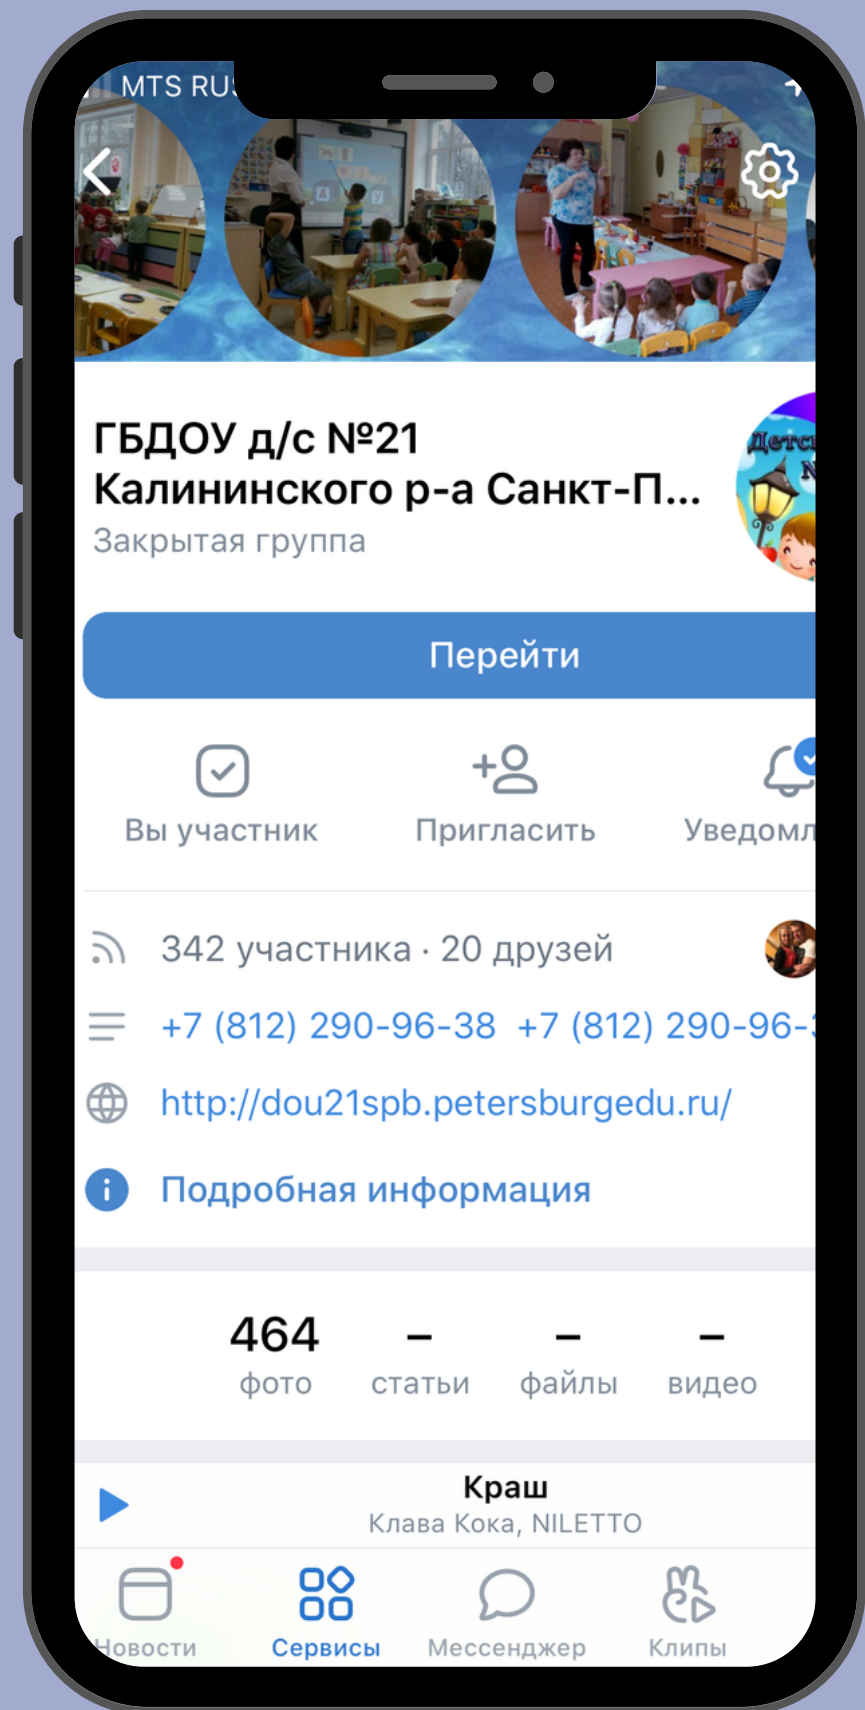 MTS RUS
ГБДОУ д/с №21
Калининского р-а Санкт-П...
Закрытая группа
Перейти
Вы участник
Пригласить
Уведомл
342 участника · 20 друзей
+7 (812) 290-96-38 +7 (812) 290-96-
http://dou21spb.petersburgedu.ru/
Подробная информация
464 – – –
фото статьи файлы видео
Краш
Клава Кока, NILETTO
Новости Сервисы Мессенджер Клипы